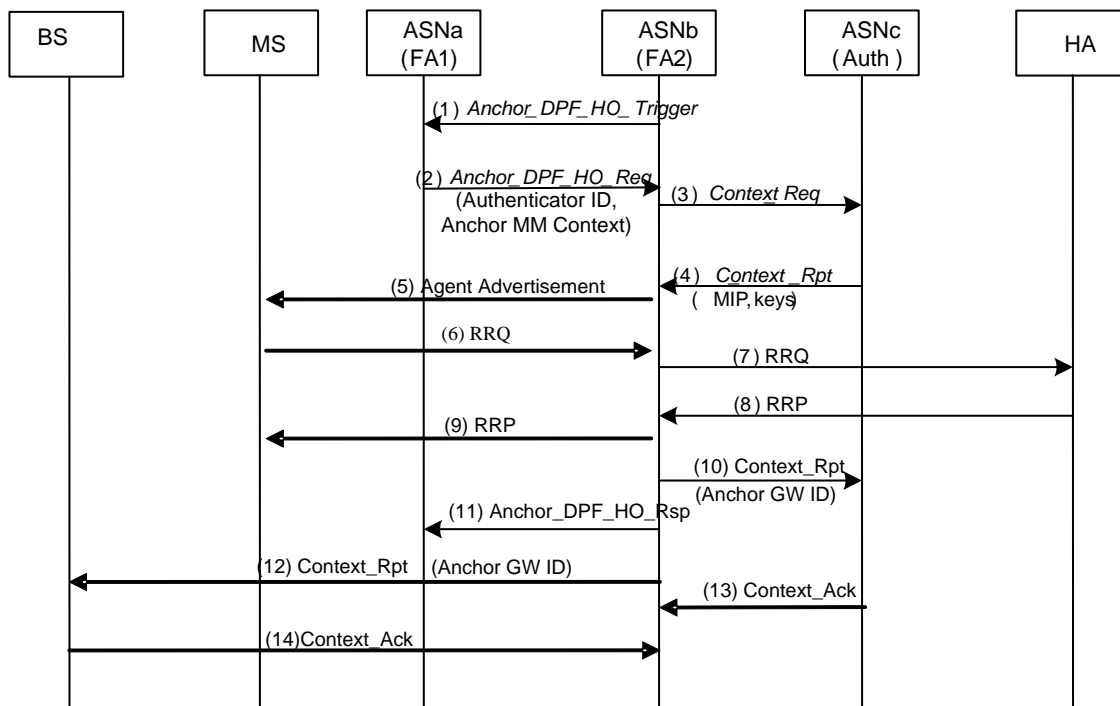 BS
MS
ASNa
(FA1)
ASNb
(FA2)
ASNc
(Auth )
HA
(1) Anchor_DPF_HO_ Trigger
(2) Anchor_DPF_HO_Req
(Authenticator ID,
Anchor MM Context)
(3) Context_Req
(4) Context _Rpt
( MIP, keys)
(5) Agent Advertisement
(6) RRQ
(7) RRQ
(8) RRP
(9) RRP
(10) Context_Rpt
(Anchor GW ID)
(11) Anchor_DPF_HO_Rsp
(12) Context_Rpt (Anchor GW ID)
(13) Context_Ack
(14)Context_Ack